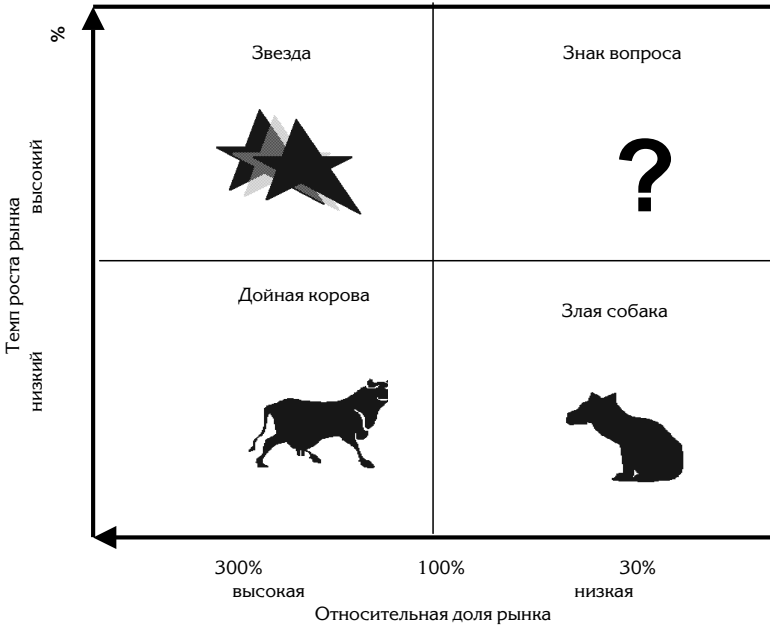 %
Звезда
Знак вопроса
?
высокий
Темп роста рынка
Дойная корова
Злая собака
низкий
300%
100%
30%
высокая
низкая
Относительная доля рынка